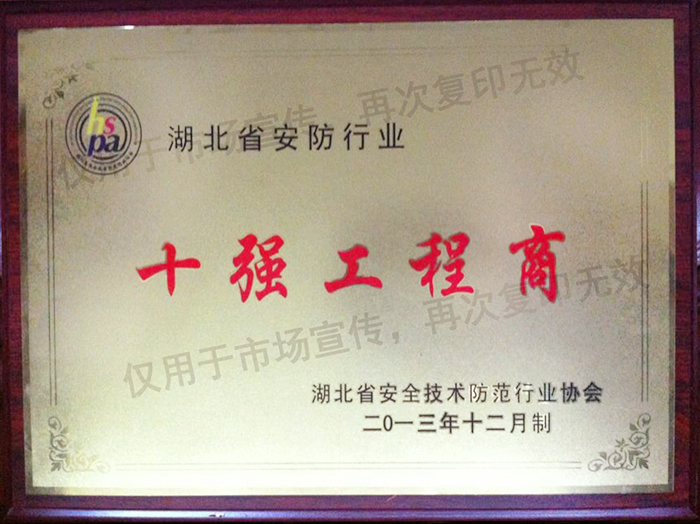 hs
pa
湖北省安防行业
十强工程商
湖北省安全技术防范行业协会
二0一三年十二月制
仅用于市场宣传，再次复印无效
仅用于市场宣传，再次复印无效